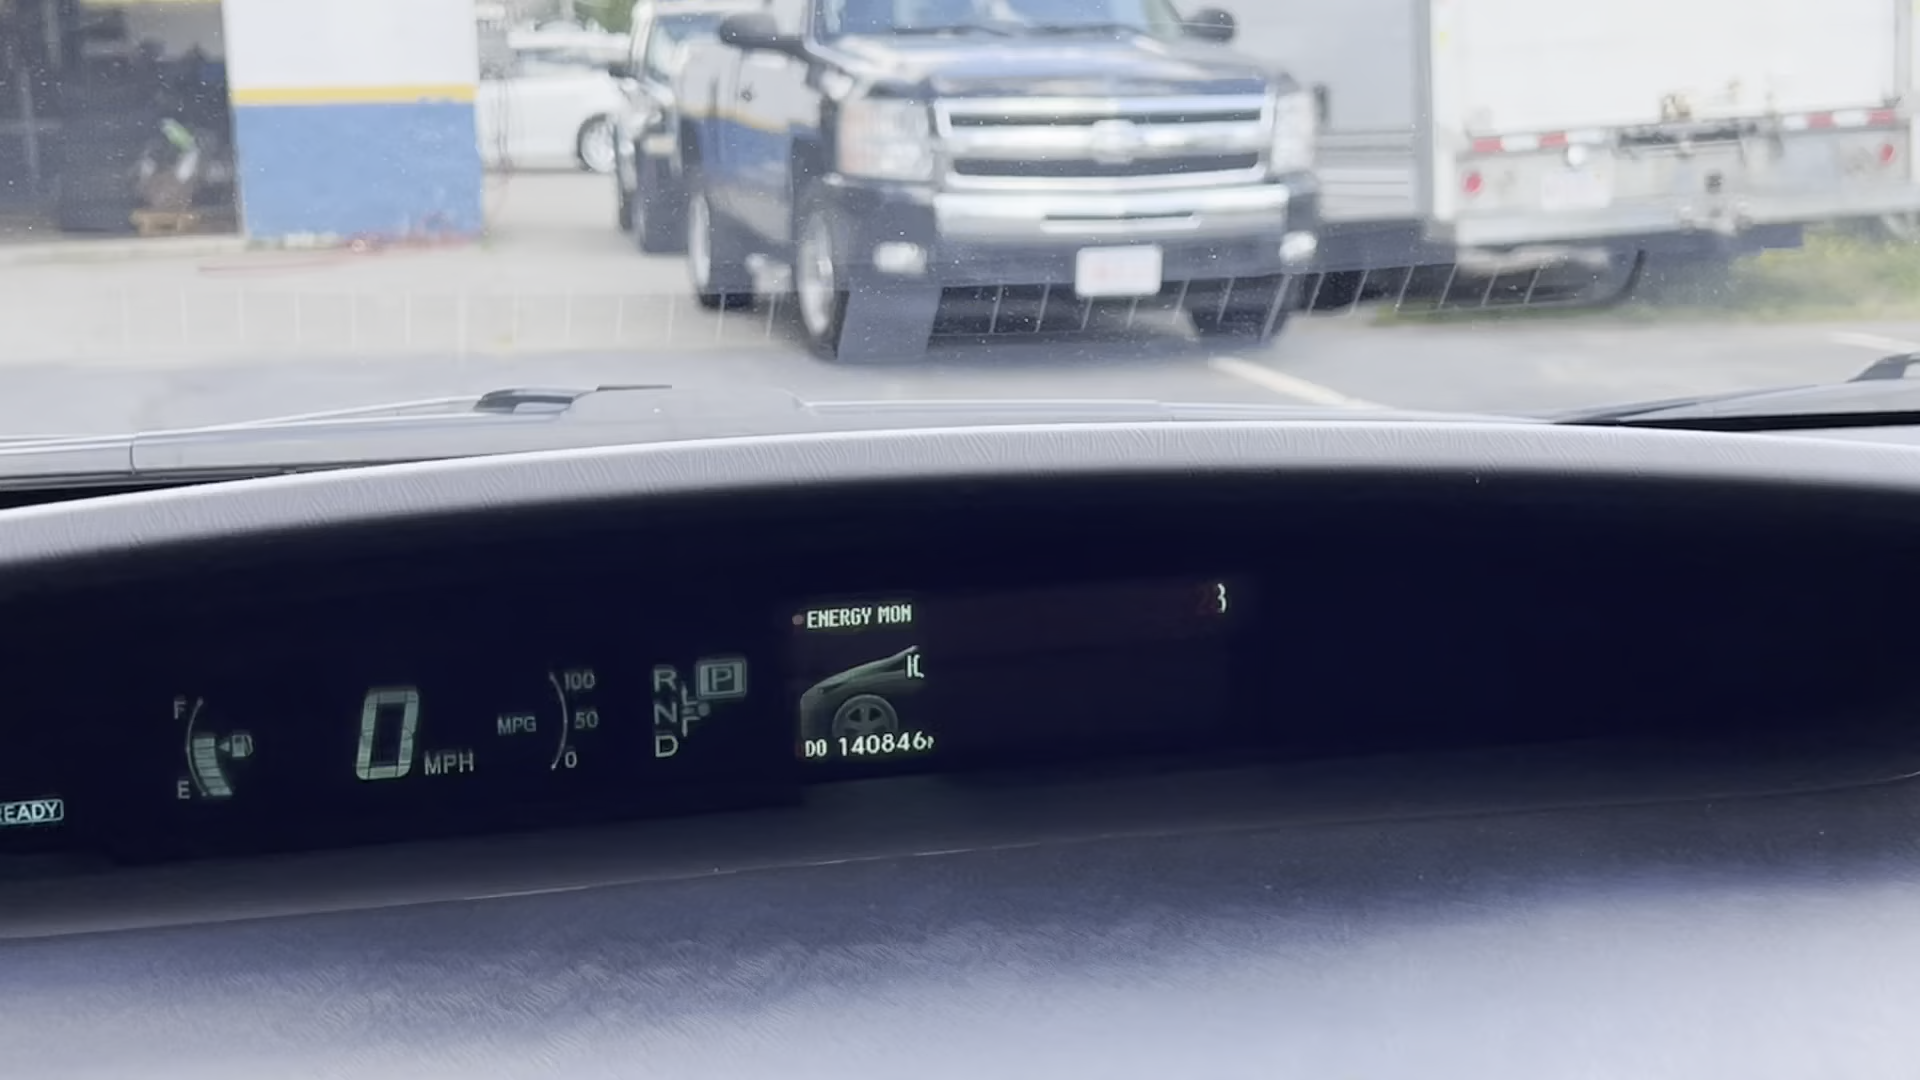 ENERGY MON
F
E
0 MPH
MPG
100
50
0
R
N
D
P
ODO 140846
READY